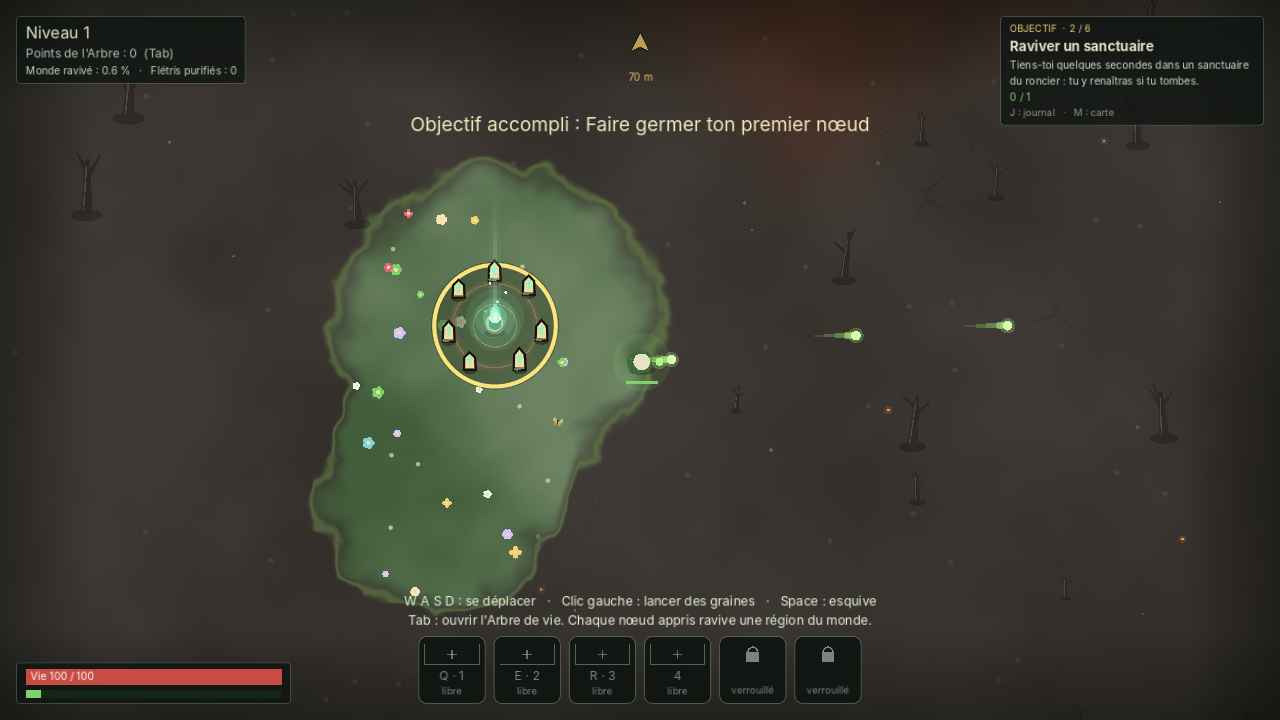 Niveau 1
Points de l'Arbre : 0 (Tab)
Monde ravivé : 0.6 % · Flétris purifiés : 0
70 m
OBJECTIF · 2 / 6
Raviver un sanctuaire
Tiens-toi quelques secondes dans un sanctuaire
du roncier : tu y renaîtras si tu tombes.
0 / 1
J : journal · M : carte
Objectif accompli : Faire germer ton premier nœud
W A S D : se déplacer · Clic gauche : lancer des graines · Space : esquive
Tab : ouvrir l'Arbre de vie. Chaque nœud appris ravive une région du monde.
Vie 100 / 100
Q · 1
libre
E · 2
libre
R · 3
libre
4
libre
verrouillé
verrouillé